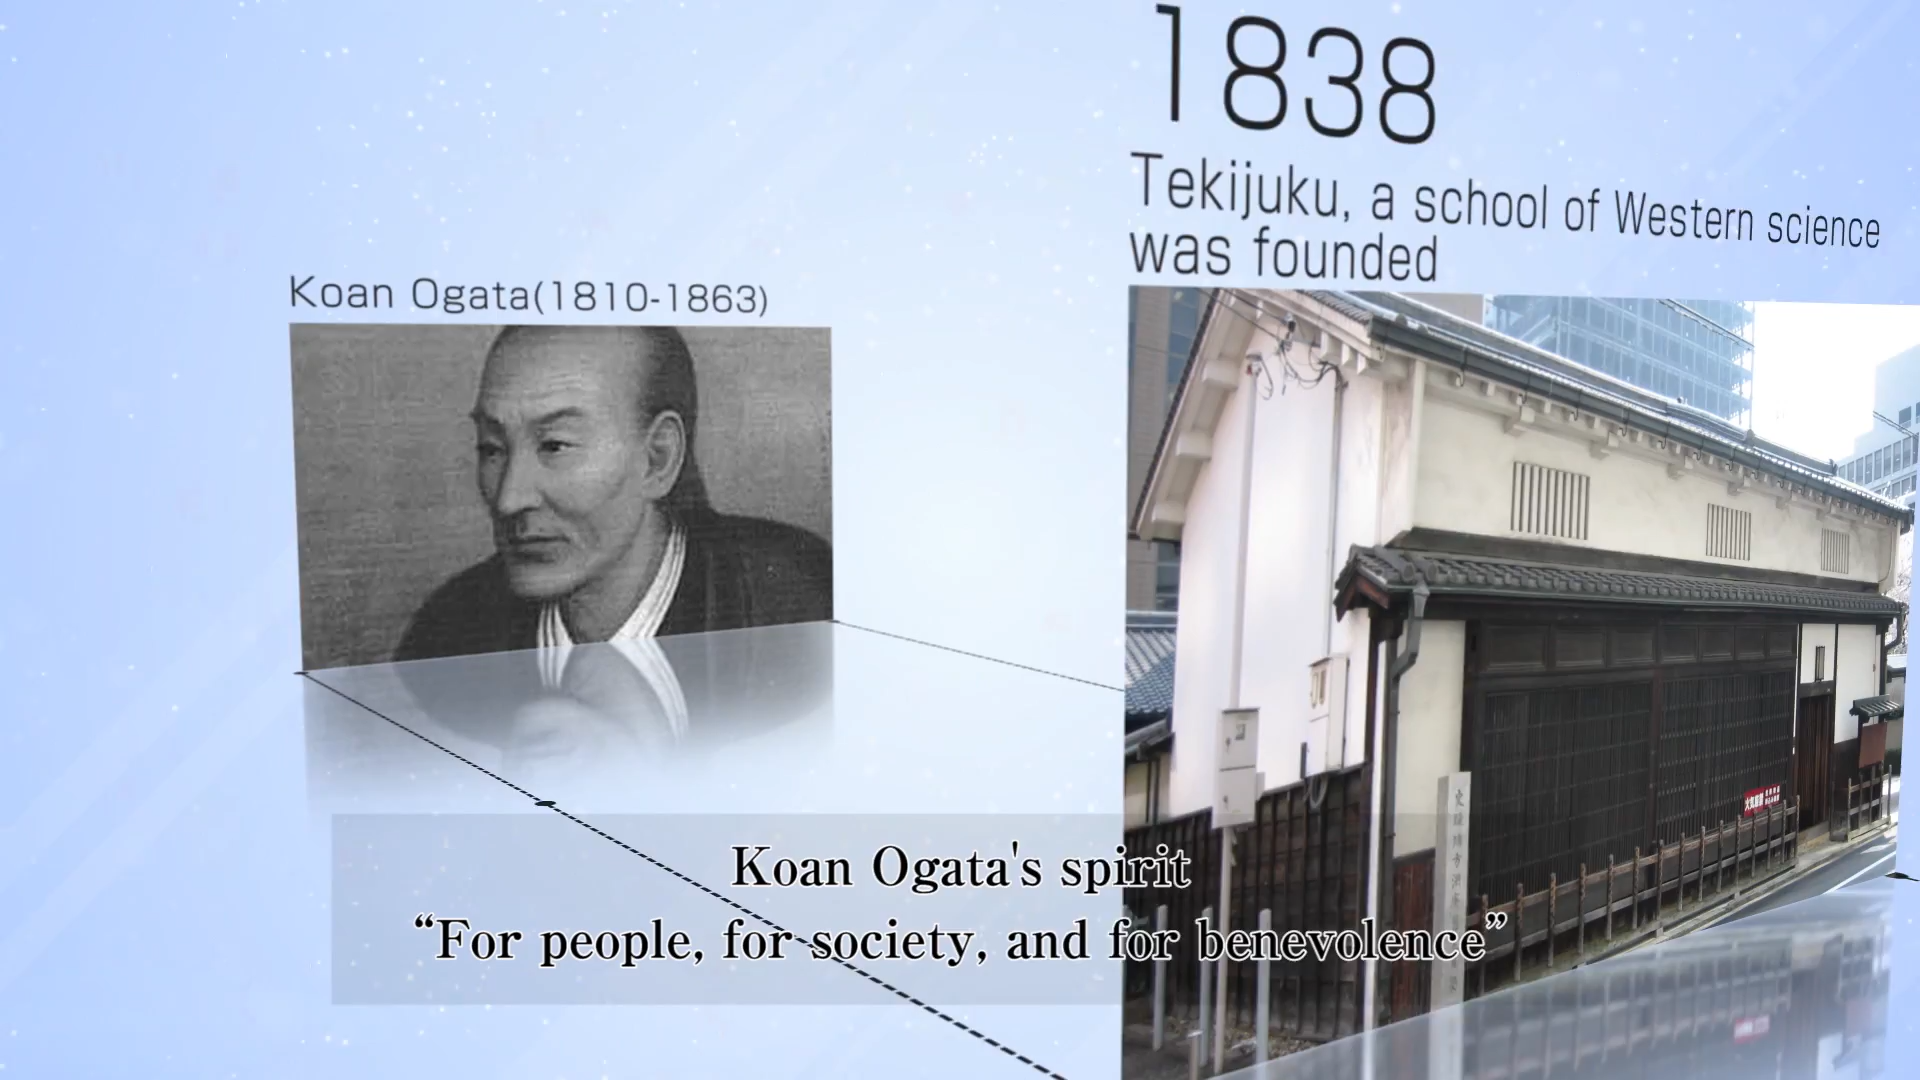 1838
Tekijuku, a school of Western science
was founded
Koan Ogata(1810-1863)
Koan Ogata's spirit
“For people, for society, and for benevolence”